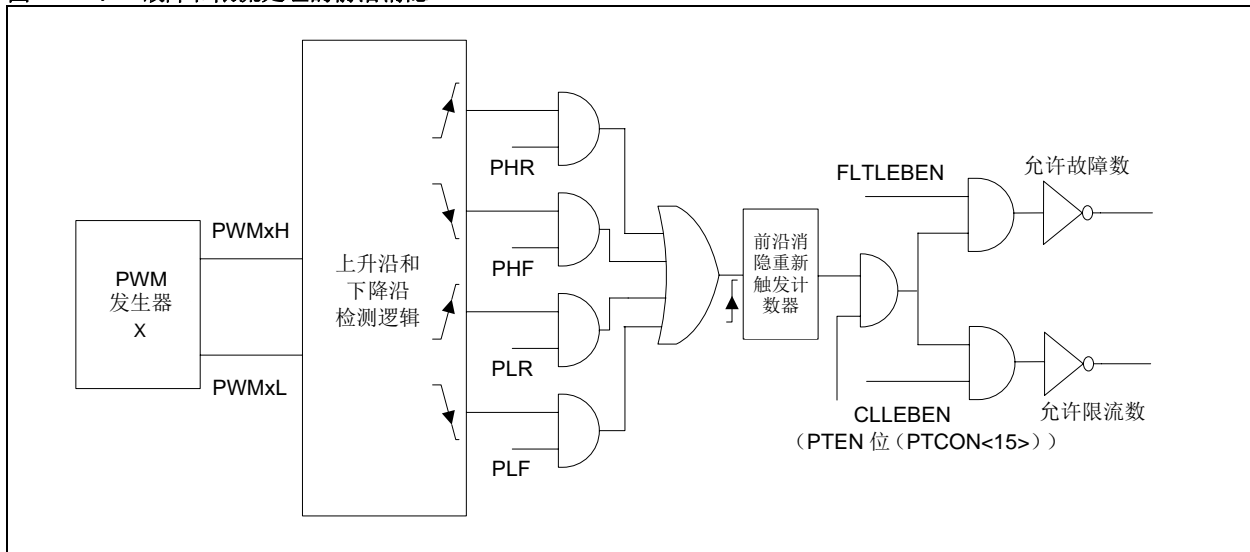 PWM
发生器
X
PWMxH
PWMxL
上升沿和
下降沿
检测逻辑
PHR
PHF
PLR
PLF
前沿消
隐重新
触发计
数器
FLTLEBEN
允许故障数
CLLEBEN
(PTEN 位(PTCON<15>))
允许限流数